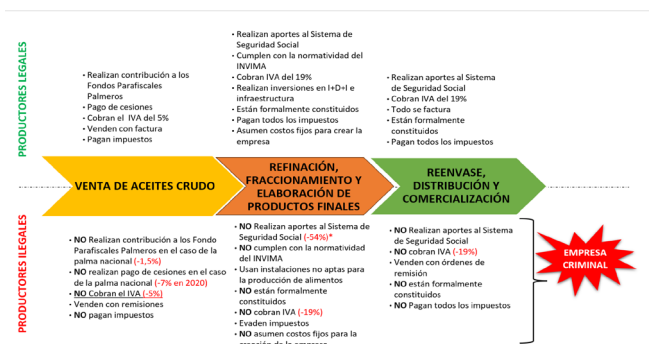 PRODUCTORES LEGALES
• Realizan contribución a los
Fondos Parafiscales
Palmeros
• Pago de cesiones
• Cobran el IVA del 5%
• Venden con factura
• Pagan impuestos
• Realizan aportes al Sistema de
Seguridad Social
• Cumplen con la normatividad del
INVIMA
• Cobran IVA del 19%
• Realizan inversiones en I+D+I e
infraestructura
• Están formalmente constituidos
• Pagan todos los impuestos
• Asumen costos fijos para crear la
empresa
• Realizan aportes al Sistema
de Seguridad Social
• Cobran IVA del 19%
• Todo se factura
• Están formalmente
constituidos
• Pagan todos los impuestos
VENTA DE ACEITES CRUDO
REFINACIÓN,
FRACCIONAMIENTO Y
ELABORACIÓN DE
PRODUCTOS FINALES
REENVASE,
DISTRIBUCIÓN Y
COMERCIALIZACIÓN
PRODUCTORES ILEGALES
• NO Realizan contribución a los Fondo
Parafiscales Palmeros en el caso de la
palma nacional (-1,5%)
• NO realizan pago de cesiones en el caso
de la palma nacional (-7% en 2020)
• NO Cobran el IVA (-5%)
• Venden con remisiones
• NO pagan impuestos
• NO Realizan aportes al Sistema de
Seguridad Social (-54%)*
• NO cumplen con la normatividad
del INVIMA
• Usan instalaciones no aptas para
la producción de alimentos
• NO están formalmente
constituidos
• NO cobran IVA (-19%)
• Evaden impuestos
• NO asumen costos fijos para la
creación de la empresa
• NO Realizan aportes al Sistema
de Seguridad Social
• NO cobran IVA (-19%)
• Venden con órdenes de
remisión
• NO están formalmente
constituidos
• NO Pagan todos los impuestos
EMPRESA
CRIMINAL